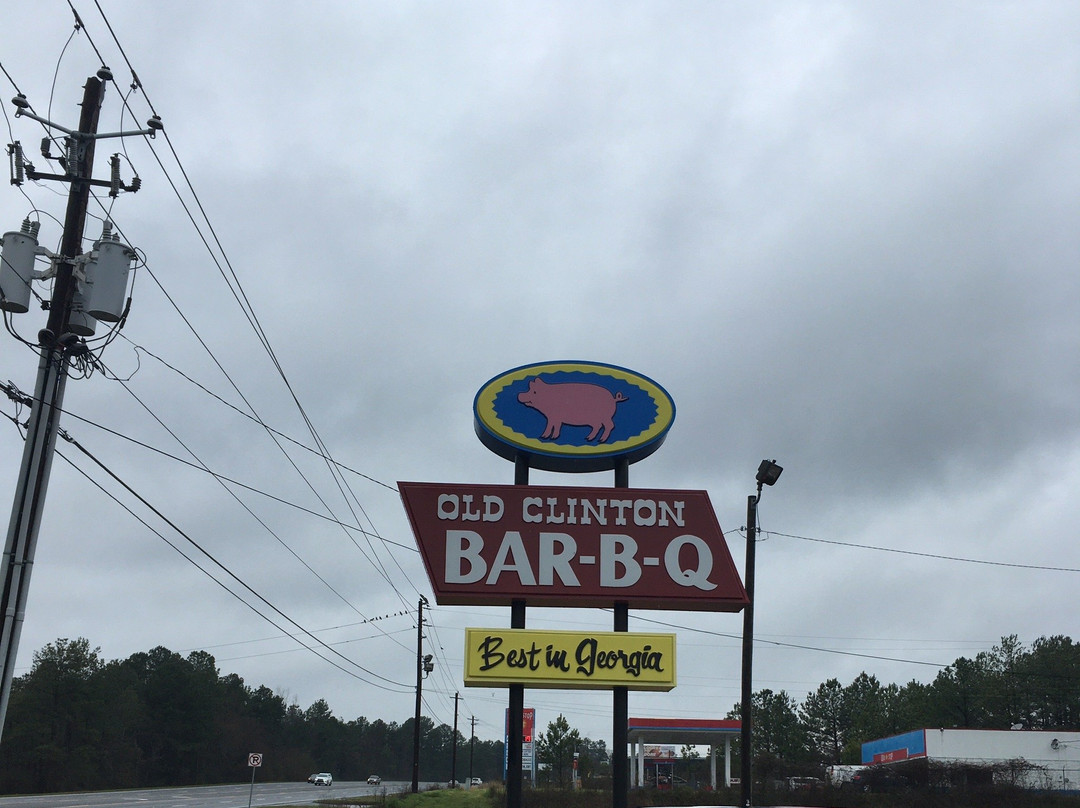 OLD CLINTON
BAR-B-Q
Best in Georgia